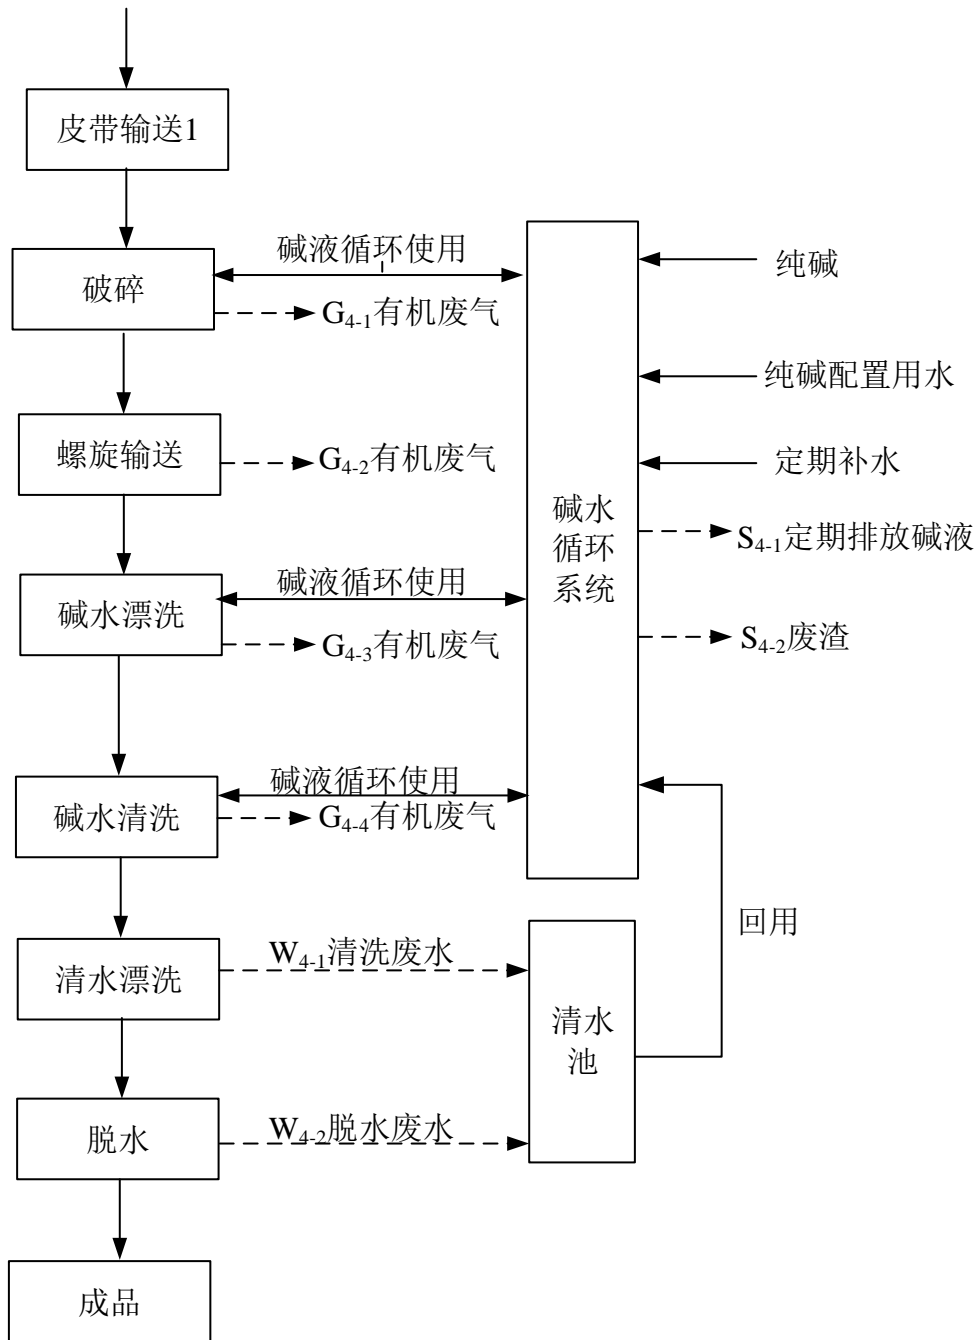 皮带输送1
碱液循环使用
纯碱
破碎
G4-1有机废气
纯碱配置用水
螺旋输送
G4-2有机废气
定期补水
碱水
循环
系统
S4-1定期排放碱液
碱液循环使用
碱水漂洗
G4-3有机废气
S4-2废渣
碱液循环使用
碱水清洗
G4-4有机废气
回用
W4-1清洗废水
清水漂洗
清水
池
W4-2脱水废水
脱水
成品